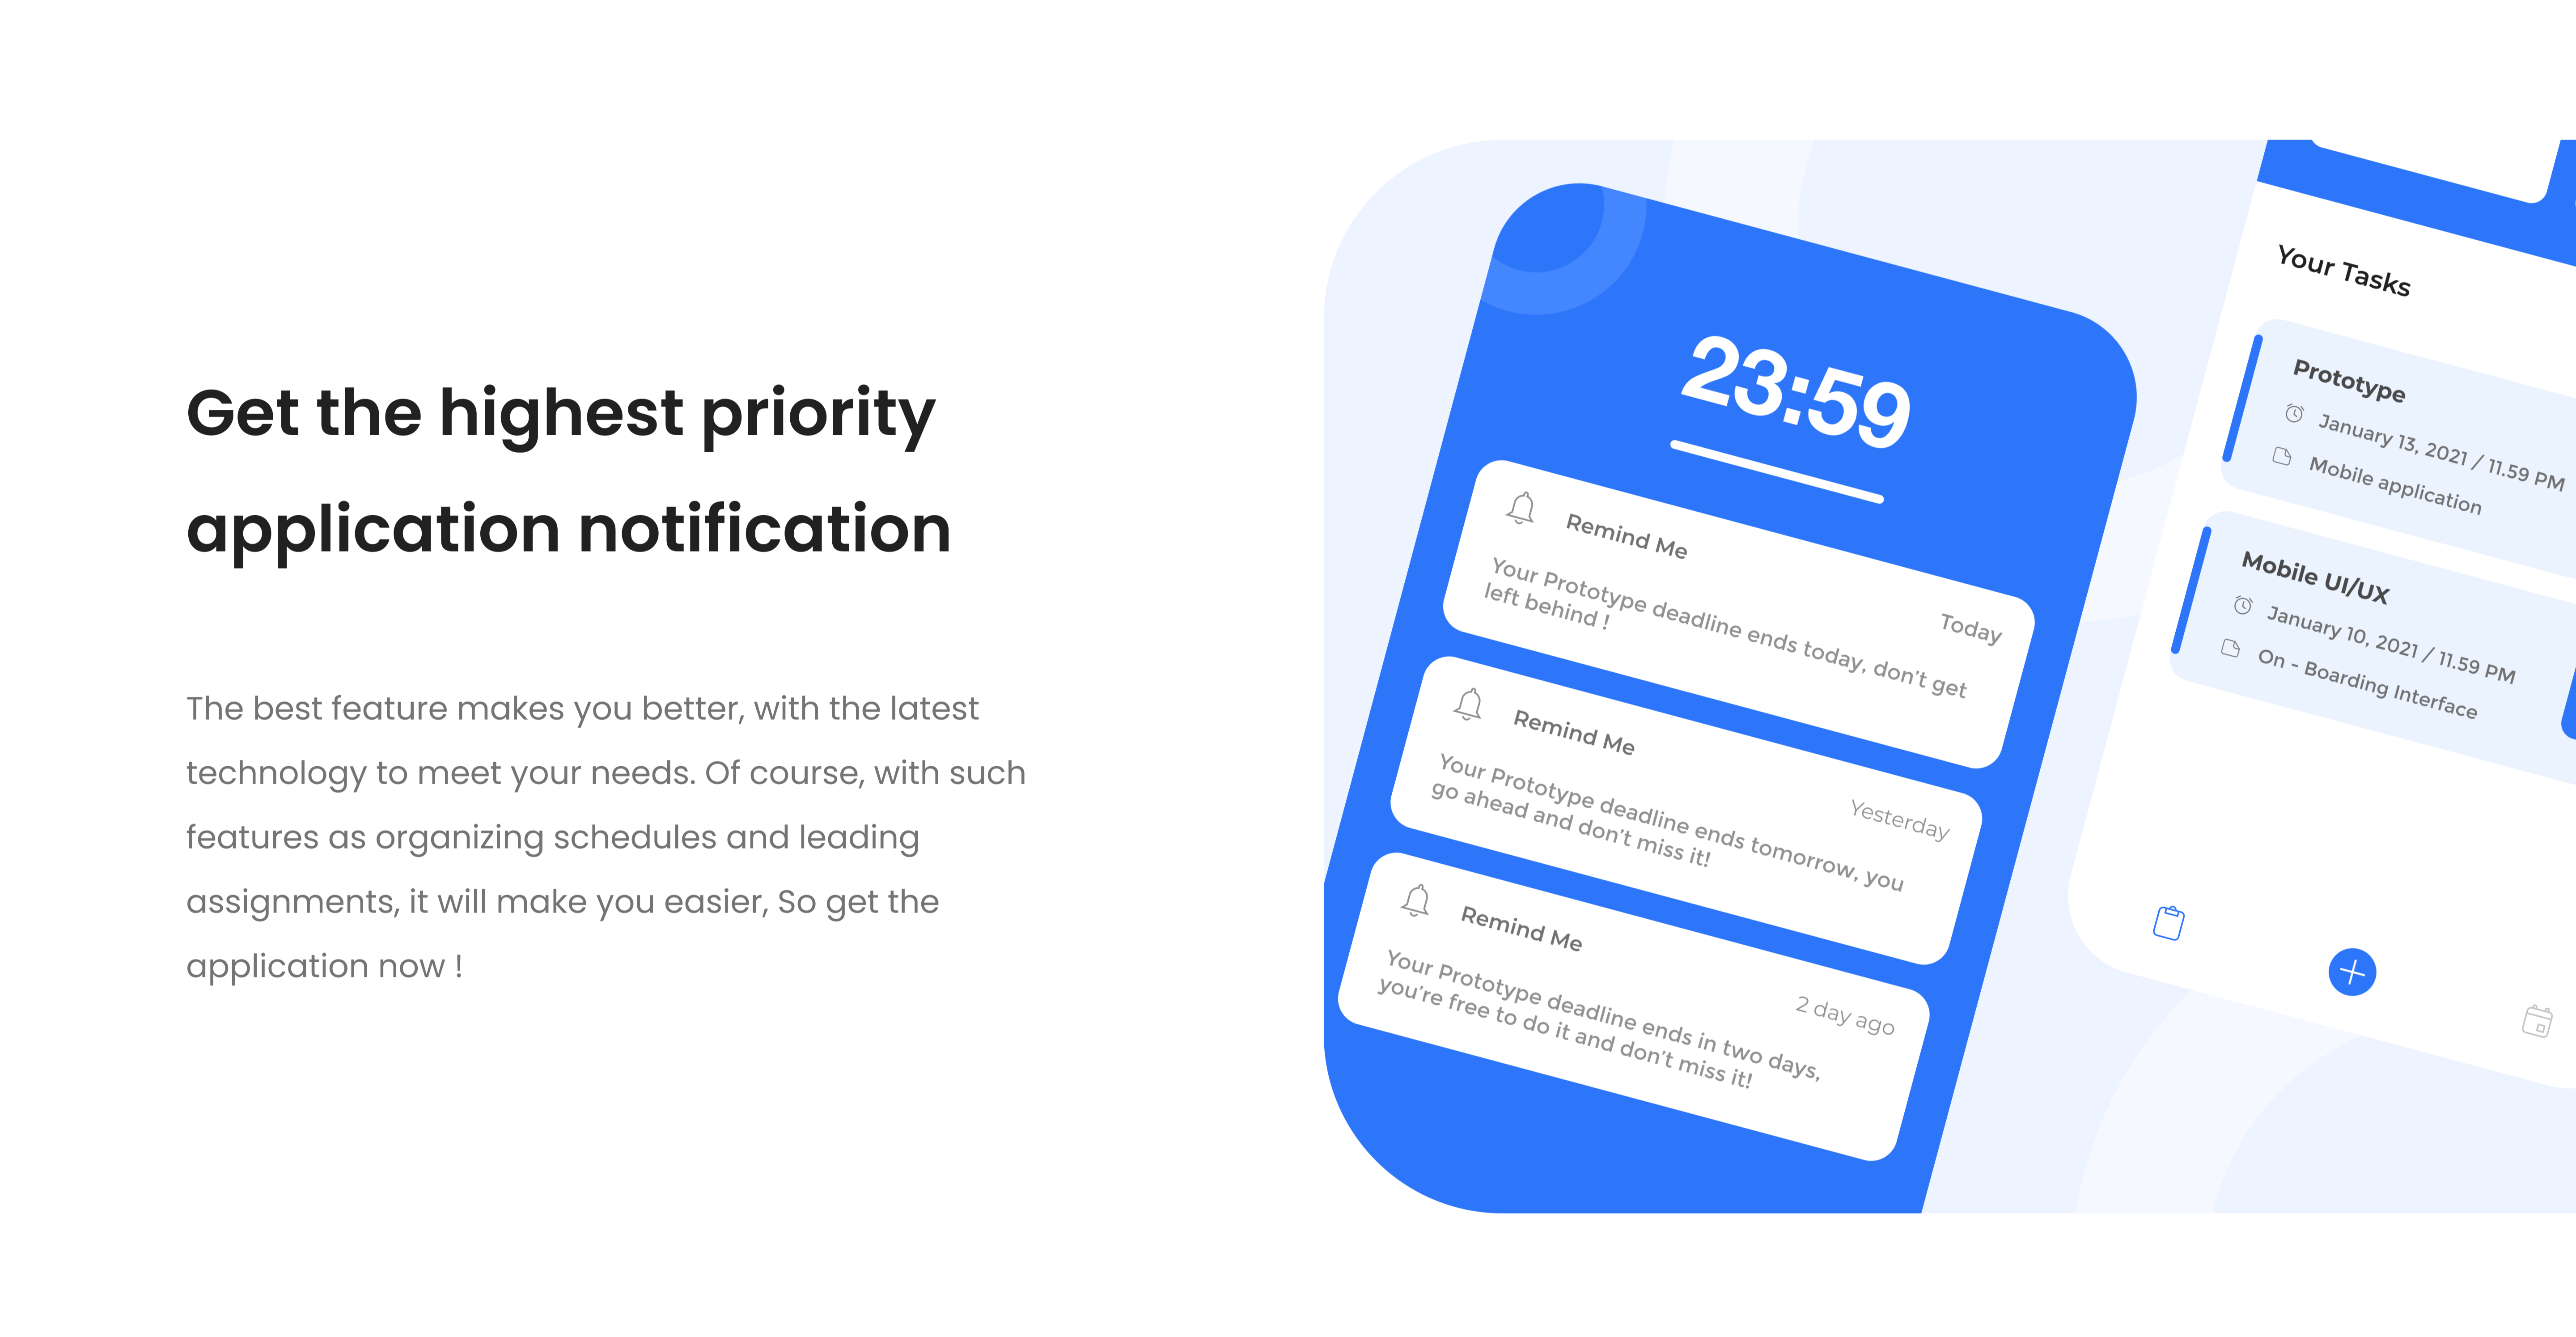 Get the highest priority
application notification
The best feature makes you better, with the latest
technology to meet your needs. Of course, with such
features as organizing schedules and leading
assignments, it will make you easier, So get the
application now !
23:59
Remind Me
Today
Your Prototype deadline ends today, don't get
left behind !
Remind Me
Yesterday
Your Prototype deadline ends tomorrow, you
go ahead and don't miss it!
Remind Me
2 day ago
Your Prototype deadline ends in two days,
you're free to do it and don't miss it!
Your Tasks
Prototype
January 13, 2021 / 11.59 PM
Mobile application
Mobile UI/UX
January 10, 2021 / 11.59 PM
On - Boarding Interface